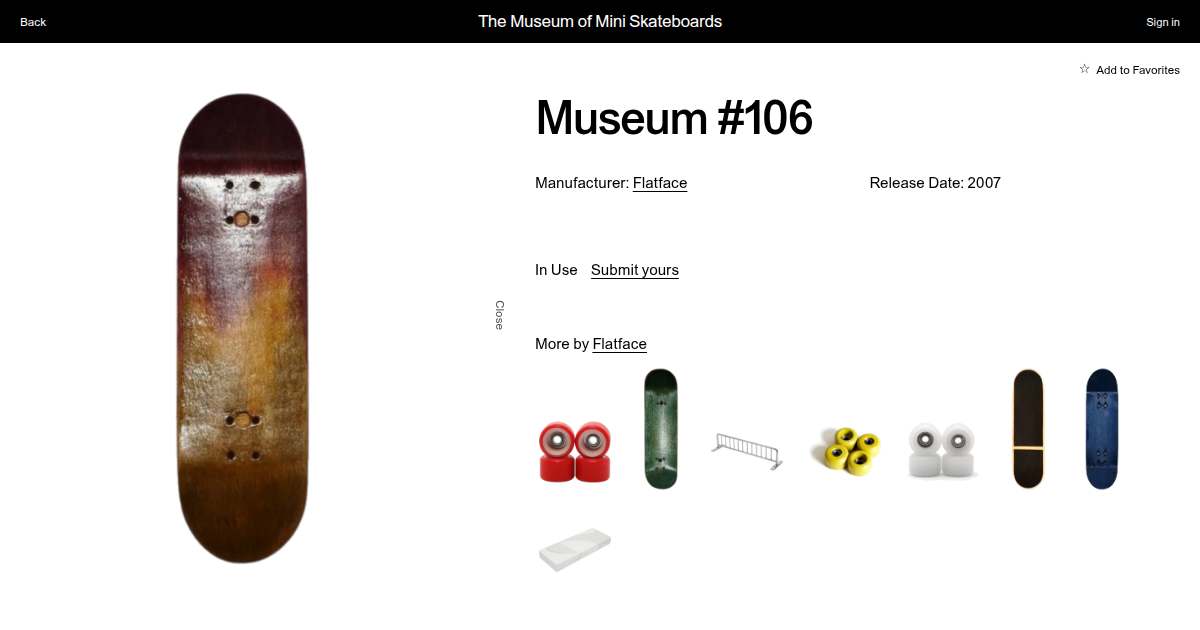 Back
The Museum of Mini Skateboards
Sign in
☆ Add to Favorites
Museum #106
Manufacturer: Flatface
Release Date: 2007
In Use Submit yours
Close
More by Flatface